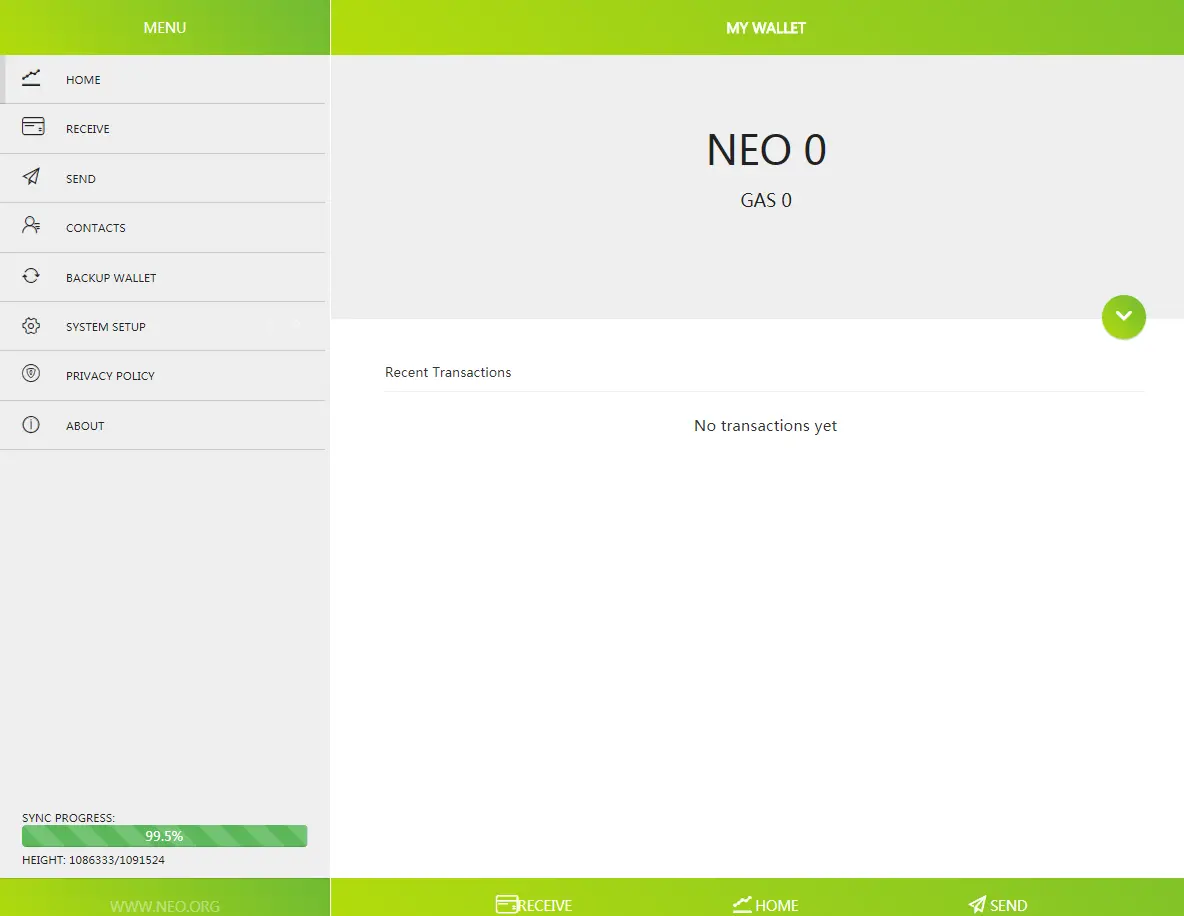 MENU
HOME
RECEIVE
SEND
CONTACTS
BACKUP WALLET
SYSTEM SETUP
PRIVACY POLICY
ABOUT
SYNC PROGRESS:
99.5%
HEIGHT: 1086333/1091524
WWW.NEO.ORG
MY WALLET
NEO 0
GAS 0
Recent Transactions
No transactions yet
RECEIVE
HOME
SEND